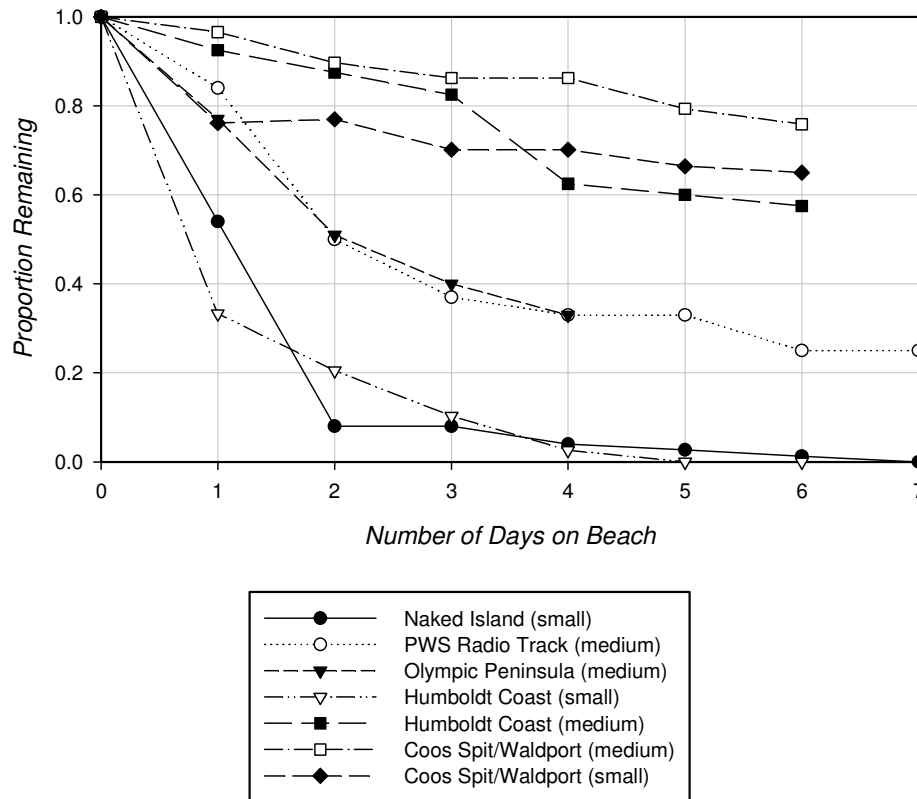 1.0
0.8
0.6
0.4
0.2
0.0
Proportion Remaining
0 1 2 3 4 5 6 7
Number of Days on Beach
Naked Island (small)
PWS Radio Track (medium)
Olympic Peninsula (medium)
Humboldt Coast (small)
Humboldt Coast (medium)
Coos Spit/Waldport (medium)
Coos Spit/Waldport (small)